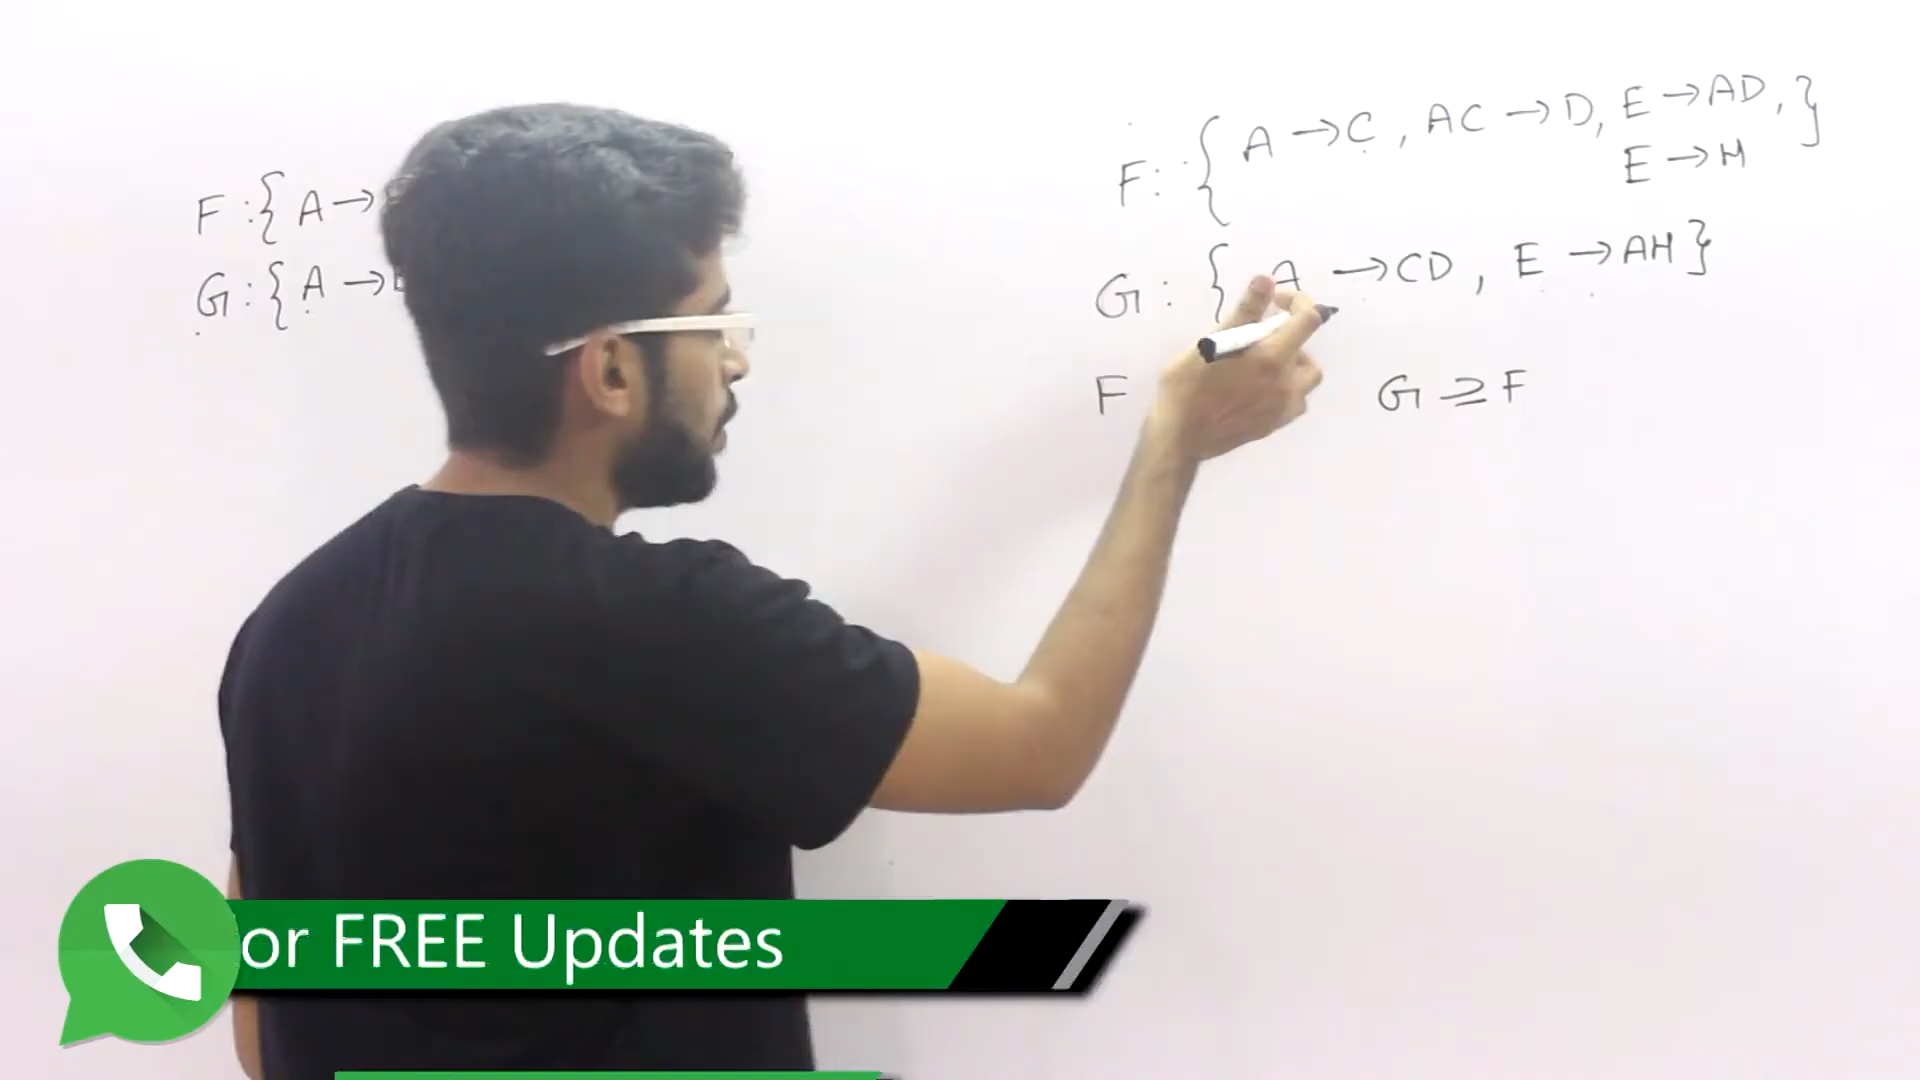 F: { A → C, AC → D, E → AD, }
E → H
G: { A → CD, E → AH }
F
G ⊇ F
F :{ A →
G :{ A →
or FREE Updates